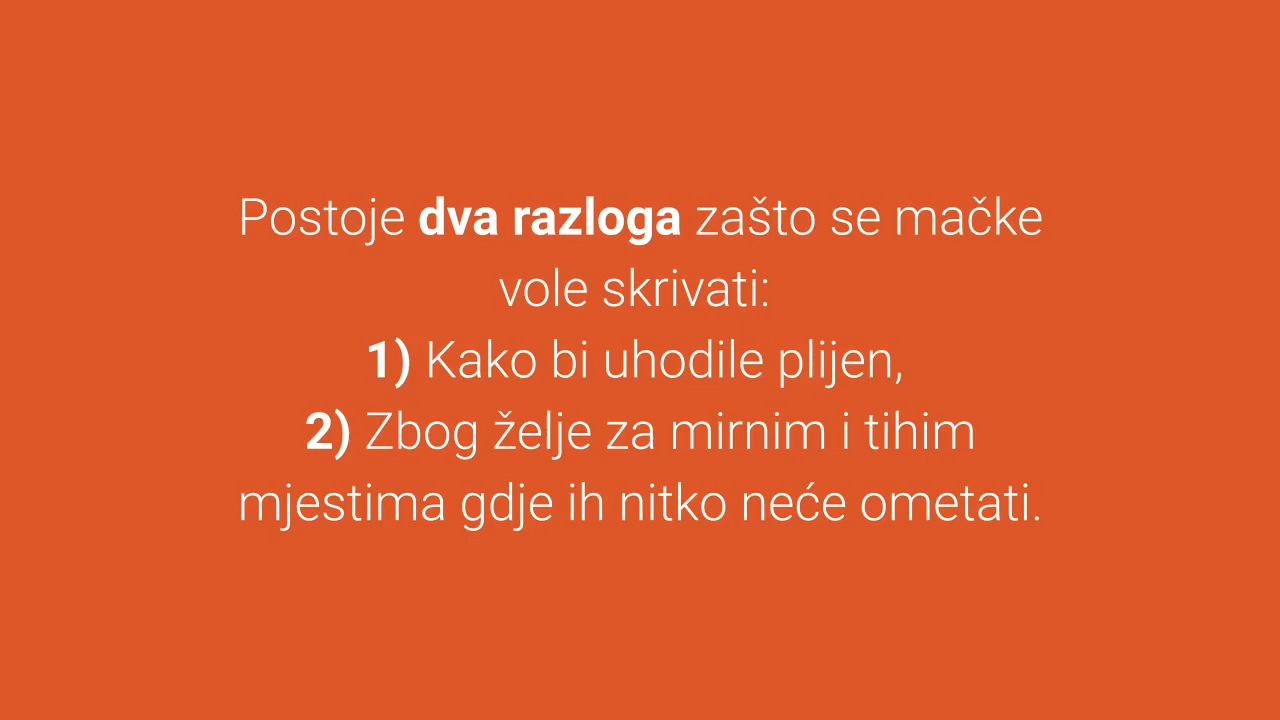 Postoje dva razloga zašto se mačke
vole skrivati:
1) Kako bi uhodile plijen,
2) Zbog želje za mirnim i tihim
mjestima gdje ih nitko neće ometati.